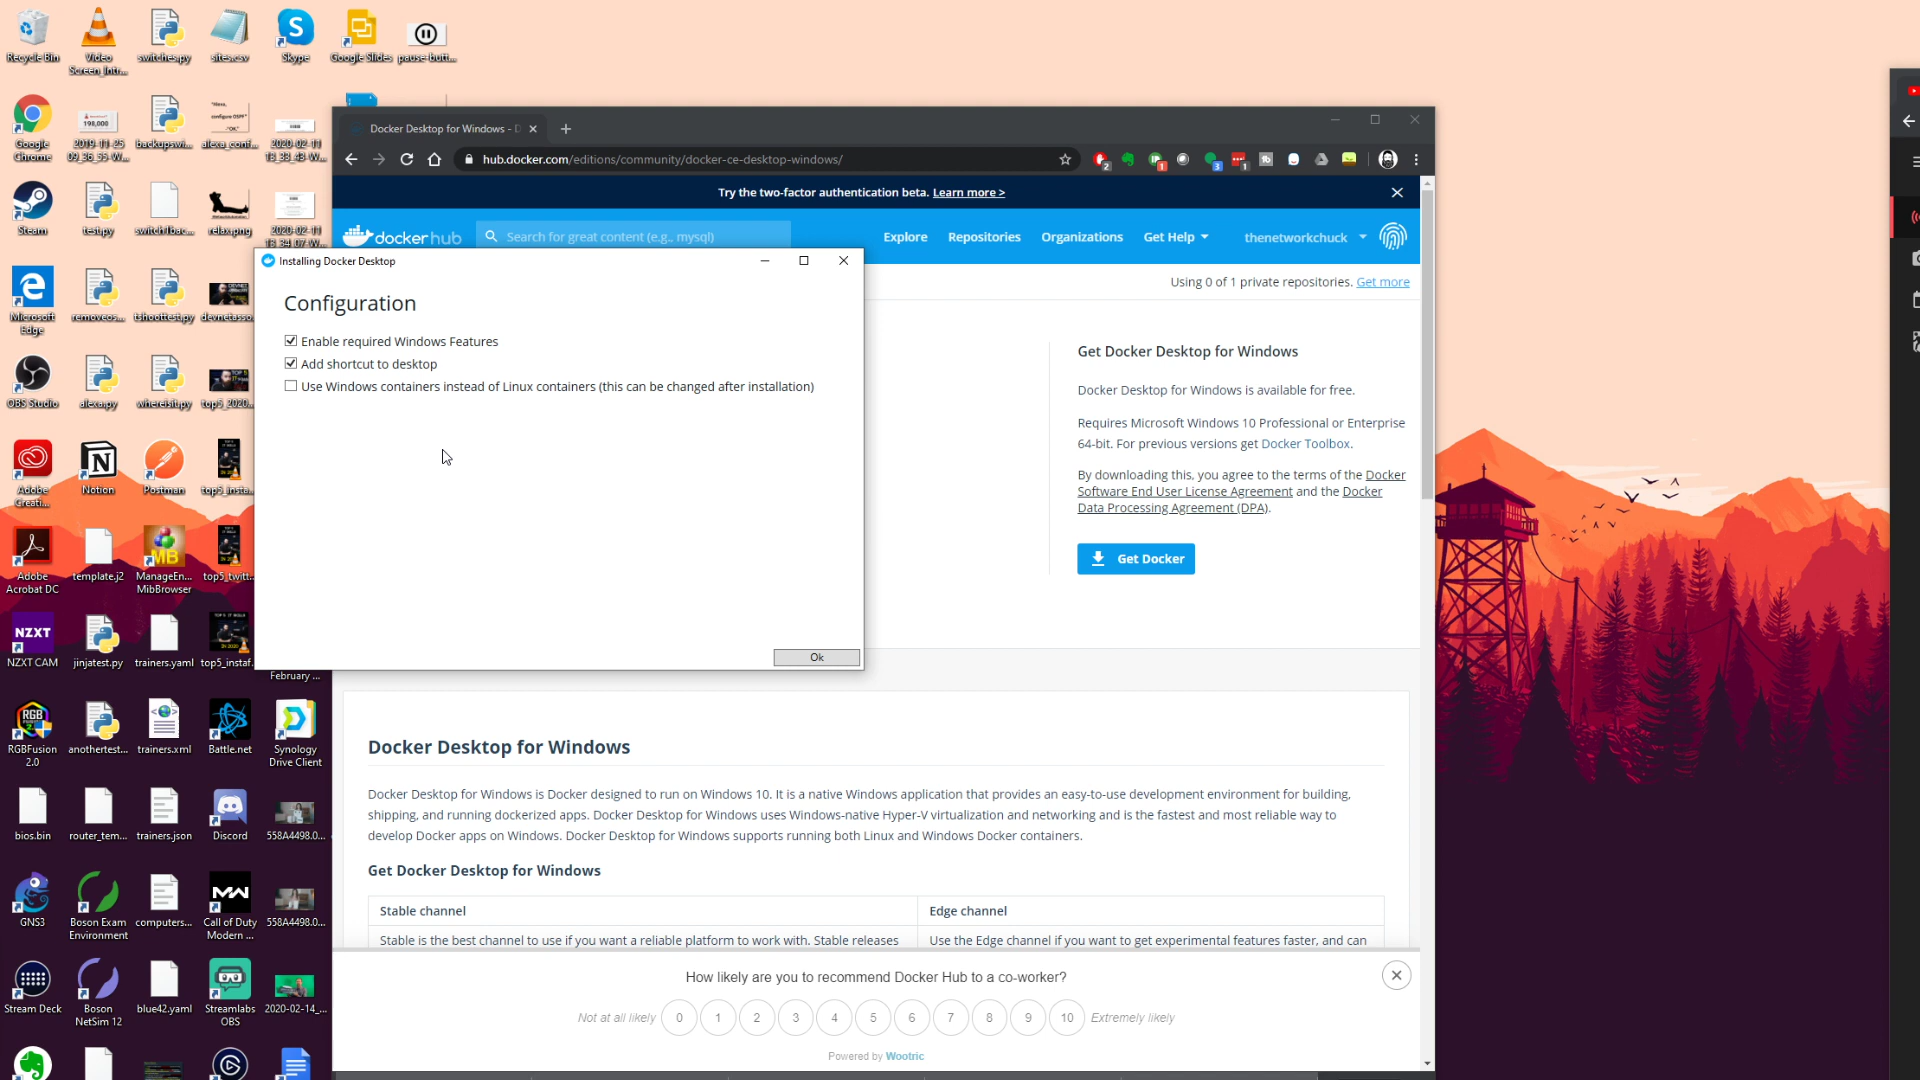 Recycle Bin
Video
Screen_Intr...
switches.py
sites.csv
Skype
Google Slides
pause-butt...
Google
Chrome
198,000
2019-11-25
09_36_55-W...
backupswi...
"Alexa,
configure OSPF"
"OK."
alexa_conf...
2020-02-11
13_33_43-W...
Steam
test.py
switch1bac...
relax.png
2020-02-11
13_34_07-W...
Microsoft
Edge
removeos...
tshoottest.py
devnetasso...
OBS Studio
alexa.py
whereisit.py
top5_2020...
Adobe
Creati...
Notion
Postman
top5_insta...
Adobe
Acrobat DC
template.j2
MB
ManageEn...
MibBrowser
top5_twitt...
NZXT
NZXT CAM
jinjatest.py
trainers.yaml
top5_instaf...
February ...
RGB
RGBFusion
2.0
anothertest...
trainers.xml
Battle.net
Synology
Drive Client
bios.bin
router_tem...
trainers.json
Discord
558A4498.0...
GNS3
Boson Exam
Environment
computers...
MW
Call of Duty
Modern ...
558A4498.0...
Stream Deck
Boson
NetSim 12
blue42.yaml
Streamlabs
OBS
2020-02-14_...
Docker Desktop for Windows - D
hub.docker.com/editions/community/docker-ce-desktop-windows/
Try the two-factor authentication beta. Learn more >
docker hub
Search for great content (e.g., mysql)
Explore
Repositories
Organizations
Get Help
thenetworkchuck
Using 0 of 1 private repositories. Get more
Installing Docker Desktop
Configuration
Enable required Windows Features
Add shortcut to desktop
Use Windows containers instead of Linux containers (this can be changed after installation)
Ok
Get Docker Desktop for Windows
Docker Desktop for Windows is available for free.
Requires Microsoft Windows 10 Professional or Enterprise
64-bit. For previous versions get Docker Toolbox.
By downloading this, you agree to the terms of the Docker
Software End User License Agreement and the Docker
Data Processing Agreement (DPA).
Get Docker
Docker Desktop for Windows
Docker Desktop for Windows is Docker designed to run on Windows 10. It is a native Windows application that provides an easy-to-use development environment for building,
shipping, and running dockerized apps. Docker Desktop for Windows uses Windows-native Hyper-V virtualization and networking and is the fastest and most reliable way to
develop Docker apps on Windows. Docker Desktop for Windows supports running both Linux and Windows Docker containers.
Get Docker Desktop for Windows
Stable channel
Edge channel
Stable is the best channel to use if you want a reliable platform to work with. Stable releases
Use the Edge channel if you want to get experimental features faster, and can
How likely are you to recommend Docker Hub to a co-worker?
Not at all likely 0 1 2 3 4 5 6 7 8 9 10 Extremely likely
Powered by Wootric